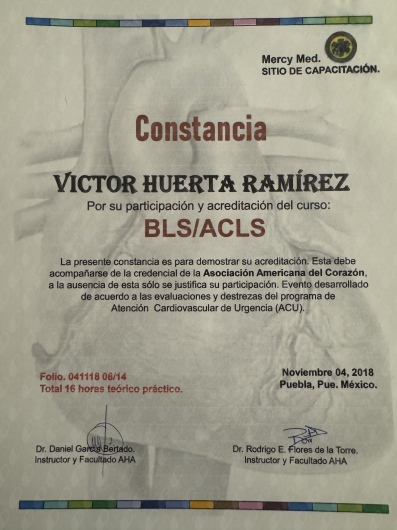 Mercy Med.
SITIO DE CAPACITACIÓN.
Constancia
VICTOR HUERTA RAMÍREZ
Por su participación y acreditación del curso:
BLS/ACLS
La presente constancia es para demostrar su acreditación. Esta debe
acompañarse de la credencial de la Asociación Americana del Corazón,
a la ausencia de esta sólo se justifica su participación. Evento desarrollado
de acuerdo a las evaluaciones y destrezas del programa de
Atención Cardiovascular de Urgencia (ACU).
Folio. 041118 06/14
Total 16 horas teórico práctico.
Noviembre 04, 2018
Puebla, Pue. México.
Dr. Daniel García Bertado.
Instructor y Facultado AHA
Dr. Rodrigo E. Flores de la Torre.
Instructor y Facultado AHA